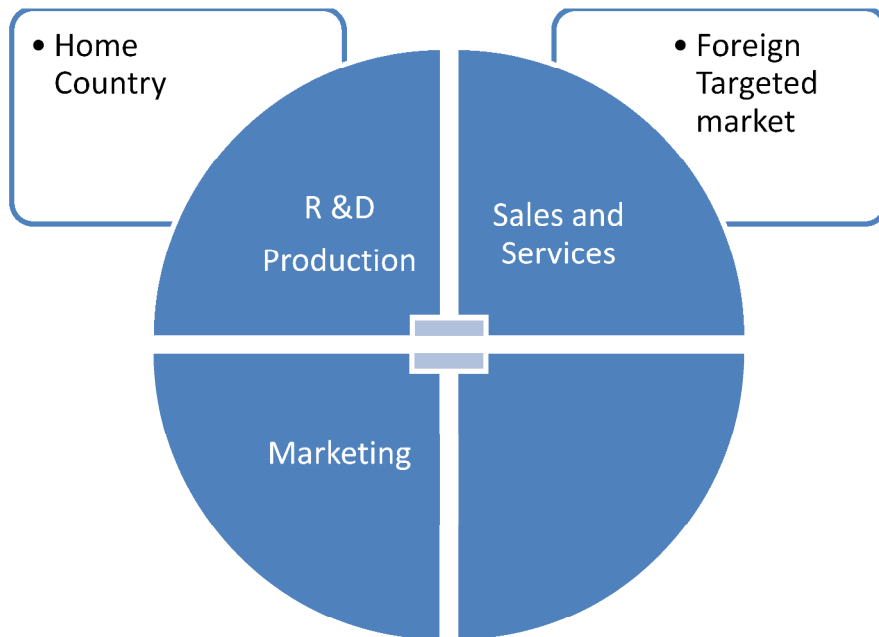 • Home
Country
• Foreign
Targeted
market
R &D
Production
Sales and
Services
Marketing